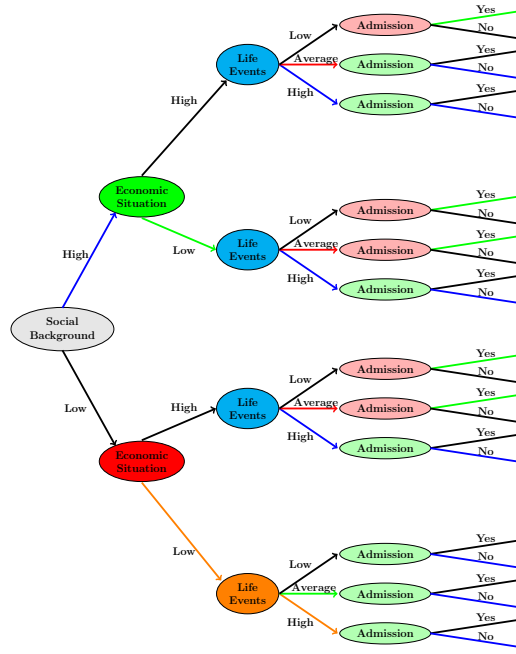 Yes
Low
Admission
No
Life
Events
Average
Yes
Admission
No
High
Yes
Admission
No
High
Economic
Situation
Low
Yes
Low
Admission
No
Life
Events
Average
Yes
Admission
No
High
Yes
Admission
No
High
Social
Background
Low
Yes
Low
Admission
No
High
Life
Events
Average
Yes
Admission
No
High
Yes
Admission
No
Economic
Situation
Low
Yes
Low
Admission
No
Life
Events
Average
Yes
Admission
No
High
Yes
Admission
No